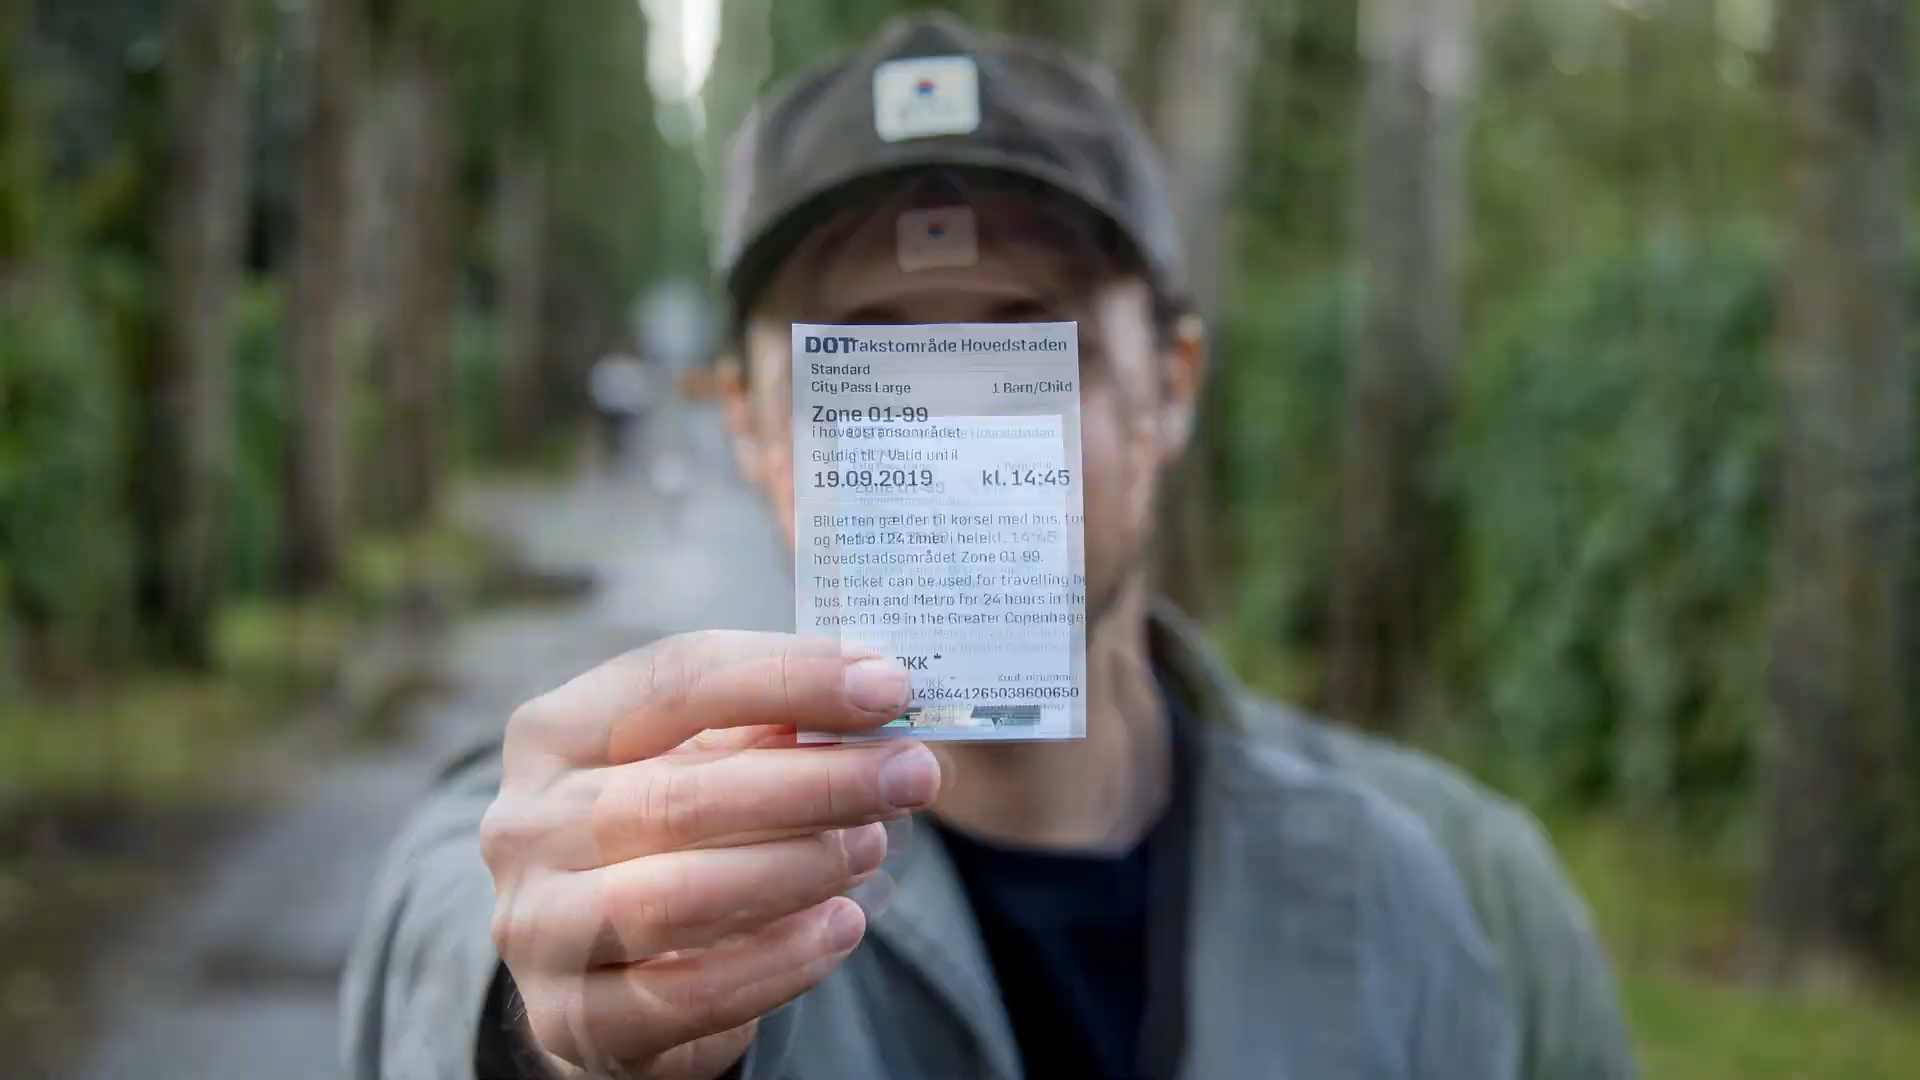 DOT Takstområde Hovedstaden
Standard
City Pass Large 1 Barn/Child
Zone 01-99
i hovedstadsområdet
Gyldig til / Valid until
19.09.2019 kl. 14:45
Billetten gælder til kørsel med bus,
og Metro i 24 timer i hele
hovedstadsområdet Zone 01-99.
The ticket can be used for travelling
bus, train and Metro for 24 hours in the
zones 01-99 in the Greater Copenhage
DKK *
1436441265038600650